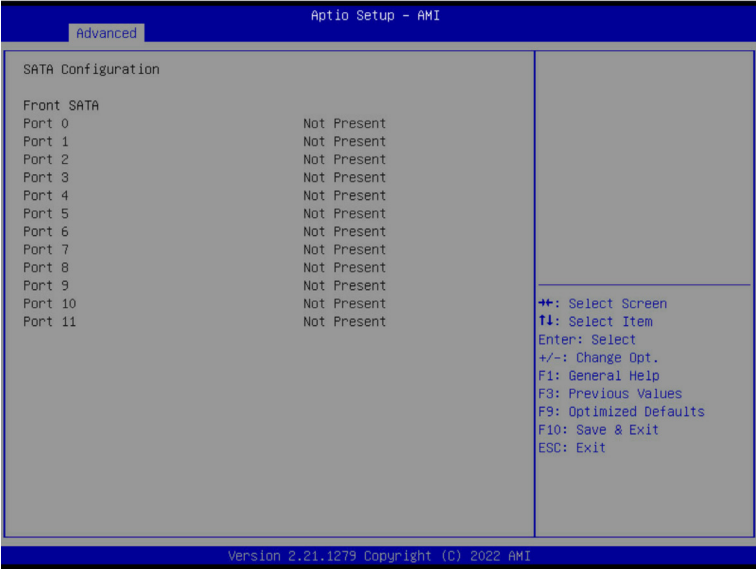 Aptio Setup – AMI
Advanced
SATA Configuration
Front SATA
Port 0 Not Present
Port 1 Not Present
Port 2 Not Present
Port 3 Not Present
Port 4 Not Present
Port 5 Not Present
Port 6 Not Present
Port 7 Not Present
Port 8 Not Present
Port 9 Not Present
Port 10 Not Present
Port 11 Not Present
→←: Select Screen
↑↓: Select Item
Enter: Select
+/-: Change Opt.
F1: General Help
F3: Previous Values
F9: Optimized Defaults
F10: Save & Exit
ESC: Exit
Version 2.21.1279 Copyright (C) 2022 AMI